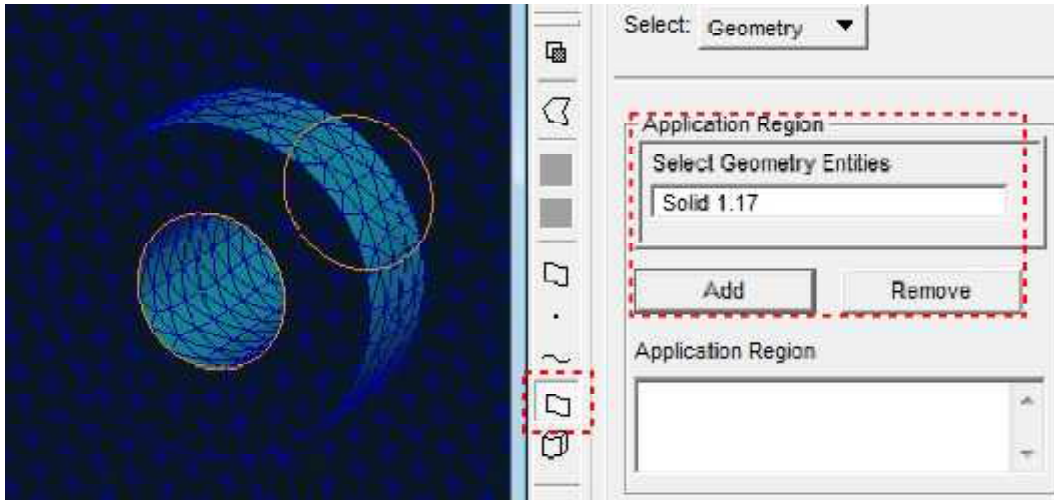 Select: Geometry
Application Region
Select Geometry Entities
Solid 1.17
Add Remove
Application Region